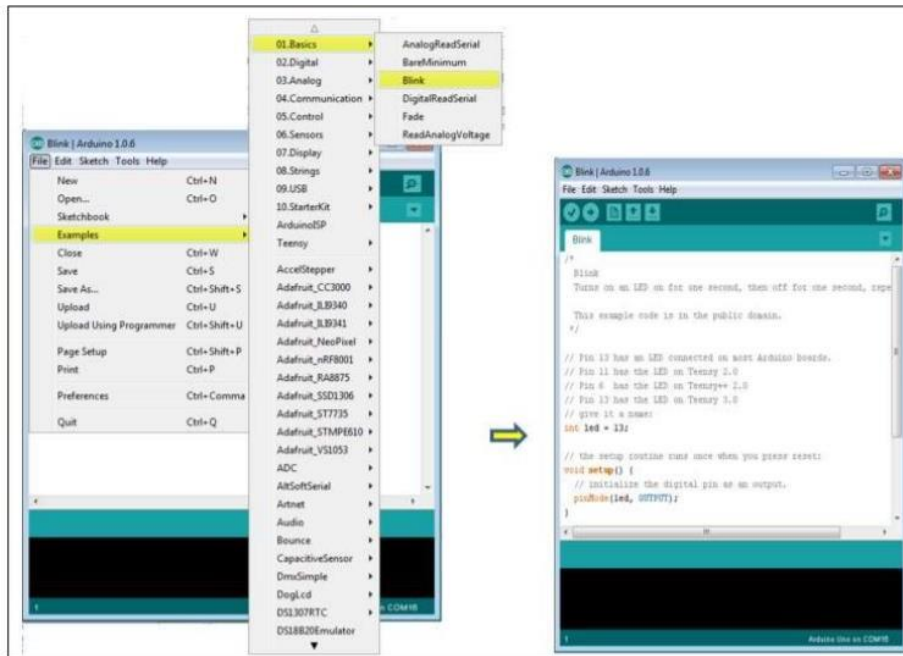 Blink | Arduino 1.0.6
File Edit Sketch Tools Help
New Ctrl+N
Open... Ctrl+O
Sketchbook
Examples
Close Ctrl+W
Save Ctrl+S
Save As... Ctrl+Shift+S
Upload Ctrl+U
Upload Using Programmer Ctrl+Shift+U
Page Setup Ctrl+Shift+P
Print Ctrl+P
Preferences Ctrl+Comma
Quit Ctrl+Q
1
on COM16
01.Basics
02.Digital
03.Analog
04.Communication
05.Control
06.Sensors
07.Display
08.Strings
09.USB
10.StarterKit
ArduinoISP
Teensy
AccelStepper
Adafruit_CC3000
Adafruit_ILI9340
Adafruit_ILI9341
Adafruit_NeoPixel
Adafruit_nRF8001
Adafruit_RA8875
Adafruit_SSD1306
Adafruit_ST7735
Adafruit_STMPE610
Adafruit_VS1053
ADC
AltSoftSerial
Artnet
Audio
Bounce
CapacitiveSensor
DmxSimple
DogLcd
DS1307RTC
DS18B20Emulator
AnalogReadSerial
BareMinimum
Blink
DigitalReadSerial
Fade
ReadAnalogVoltage
Blink | Arduino 1.0.6
File Edit Sketch Tools Help
Blink
/*
Blink
Turns on an LED on for one second, then off for one second, repe
This example code is in the public domain.
*/
// Pin 13 has an LED connected on most Arduino boards.
// Pin 11 has the LED on Teensy 2.0
// Pin 6 has the LED on Teensy++ 2.0
// Pin 13 has the LED on Teensy 3.0
// give it a name:
int led = 13;
// the setup routine runs once when you press reset:
void setup() {
// initialize the digital pin as an output.
pinMode(led, OUTPUT);
}
1
Arduino Uno on COM16